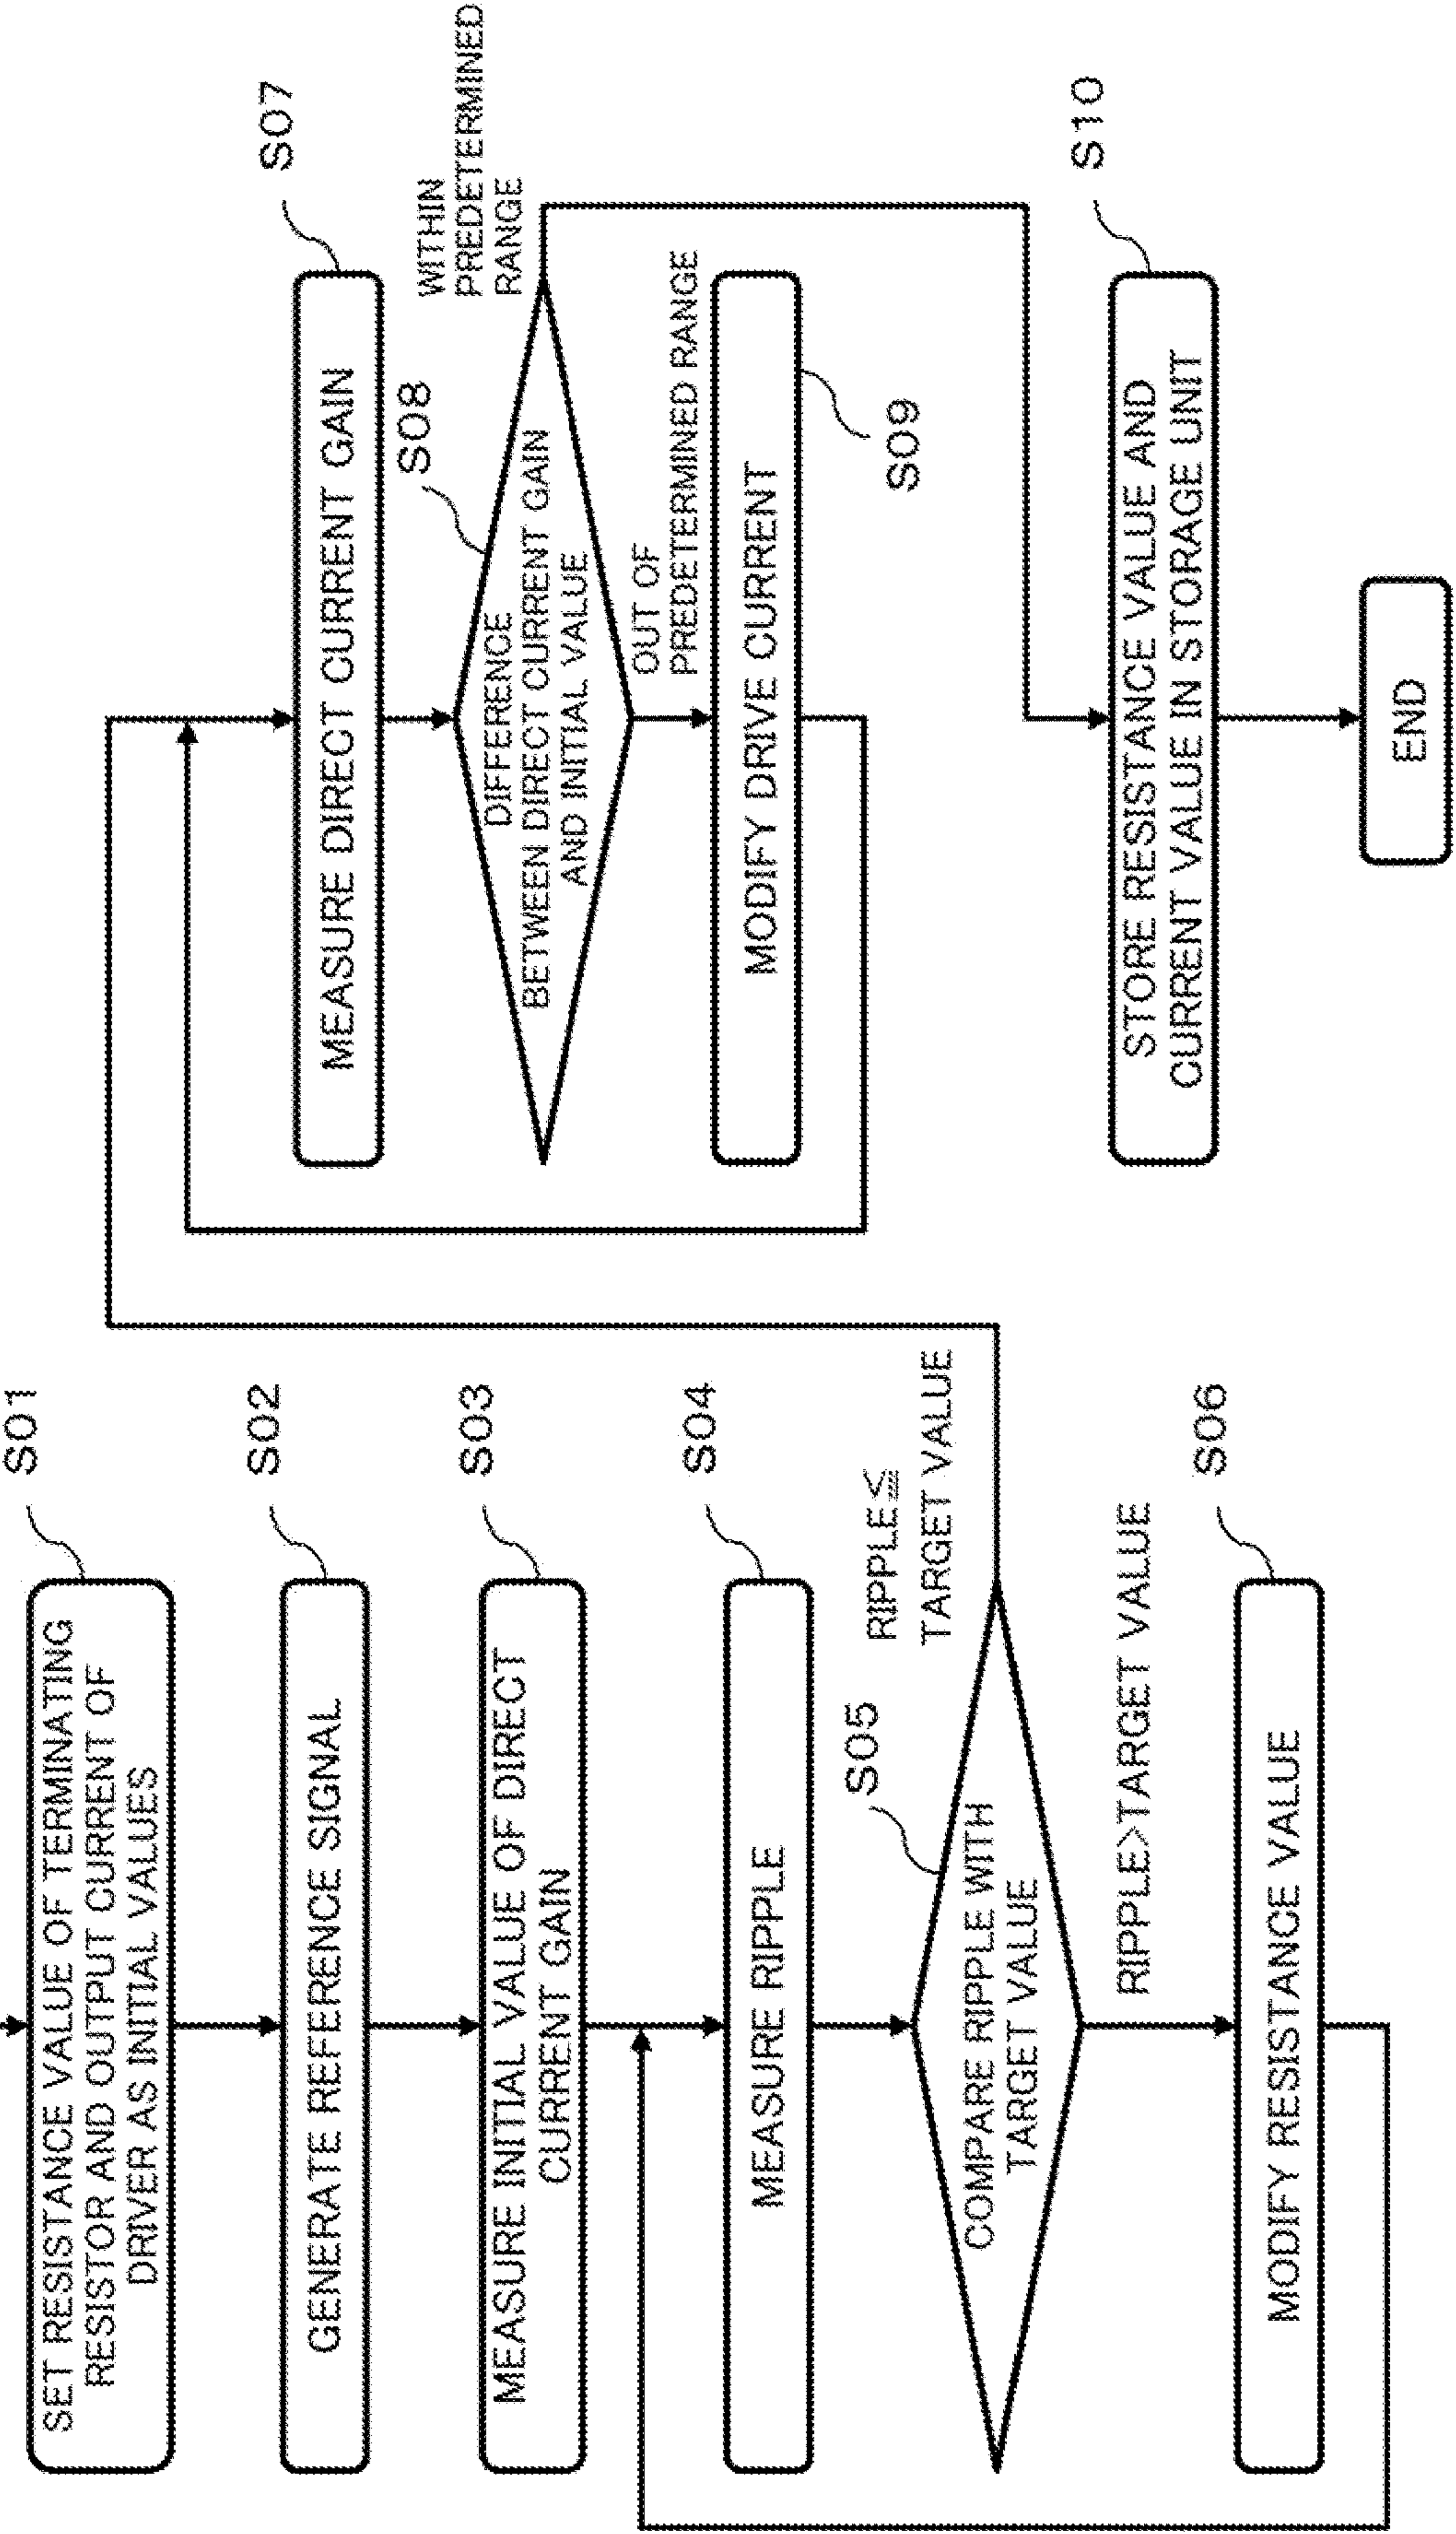 S01
SET RESISTANCE VALUE OF TERMINATING
RESISTOR AND OUTPUT CURRENT OF
DRIVER AS INITIAL VALUES
S02
GENERATE REFERENCE SIGNAL
S03
MEASURE INITIAL VALUE OF DIRECT
CURRENT GAIN
S04
MEASURE RIPPLE
S05
COMPARE RIPPLE WITH
TARGET VALUE
RIPPLE≦
TARGET VALUE
RIPPLE>TARGET VALUE
S06
MODIFY RESISTANCE VALUE
S07
MEASURE DIRECT CURRENT GAIN
S08
DIFFERENCE
BETWEEN DIRECT CURRENT GAIN
AND INITIAL VALUE
WITHIN
PREDETERMINED
RANGE
OUT OF
PREDETERMINED RANGE
MODIFY DRIVE CURRENT
S09
S10
STORE RESISTANCE VALUE AND
CURRENT VALUE IN STORAGE UNIT
END